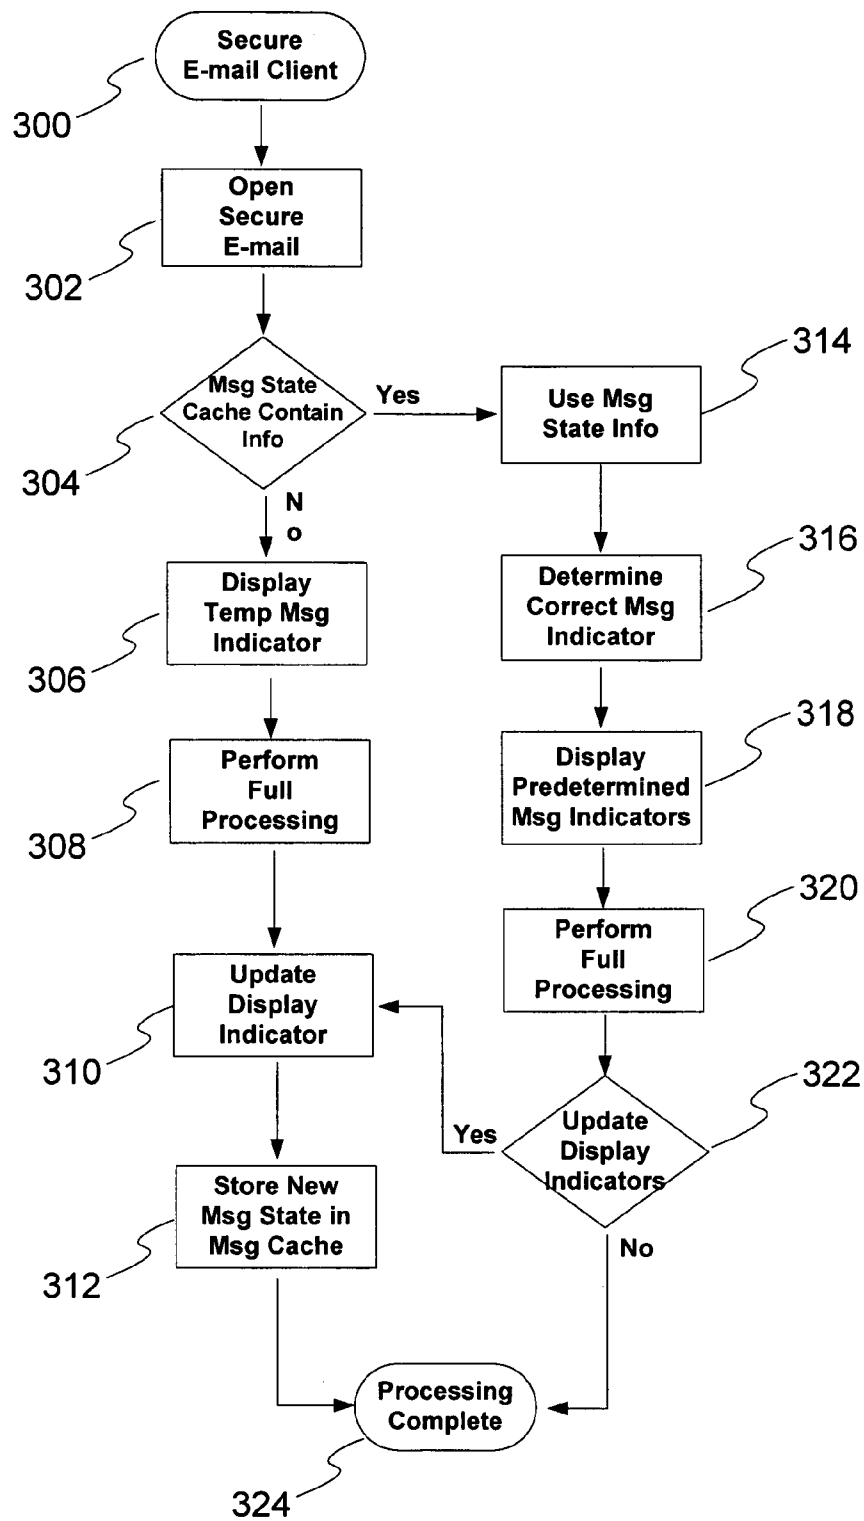 Secure
E-mail Client
300
Open
Secure
E-mail
302
Msg State
Cache Contain
Info
304
Yes
N
o
Use Msg
State Info
314
Display
Temp Msg
Indicator
306
Determine
Correct Msg
Indicator
316
Perform
Full
Processing
308
Display
Predetermined
Msg Indicators
318
Perform
Full
Processing
320
Update
Display
Indicator
310
Update
Display
Indicators
322
Yes
No
Store New
Msg State in
Msg Cache
312
Processing
Complete
324